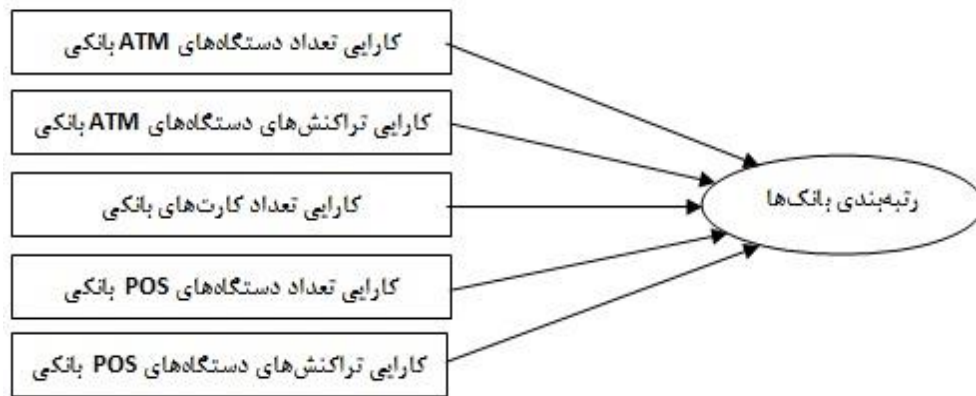 کارایی تعداد دستگاه‌های ATM بانکی
کارایی تراکنش‌های دستگاه‌های ATM بانکی
کارایی تعداد کارت‌های بانکی
کارایی تعداد دستگاه‌های POS بانکی
کارایی تراکنش‌های دستگاه‌های POS بانکی
رتبه‌بندی بانک‌ها